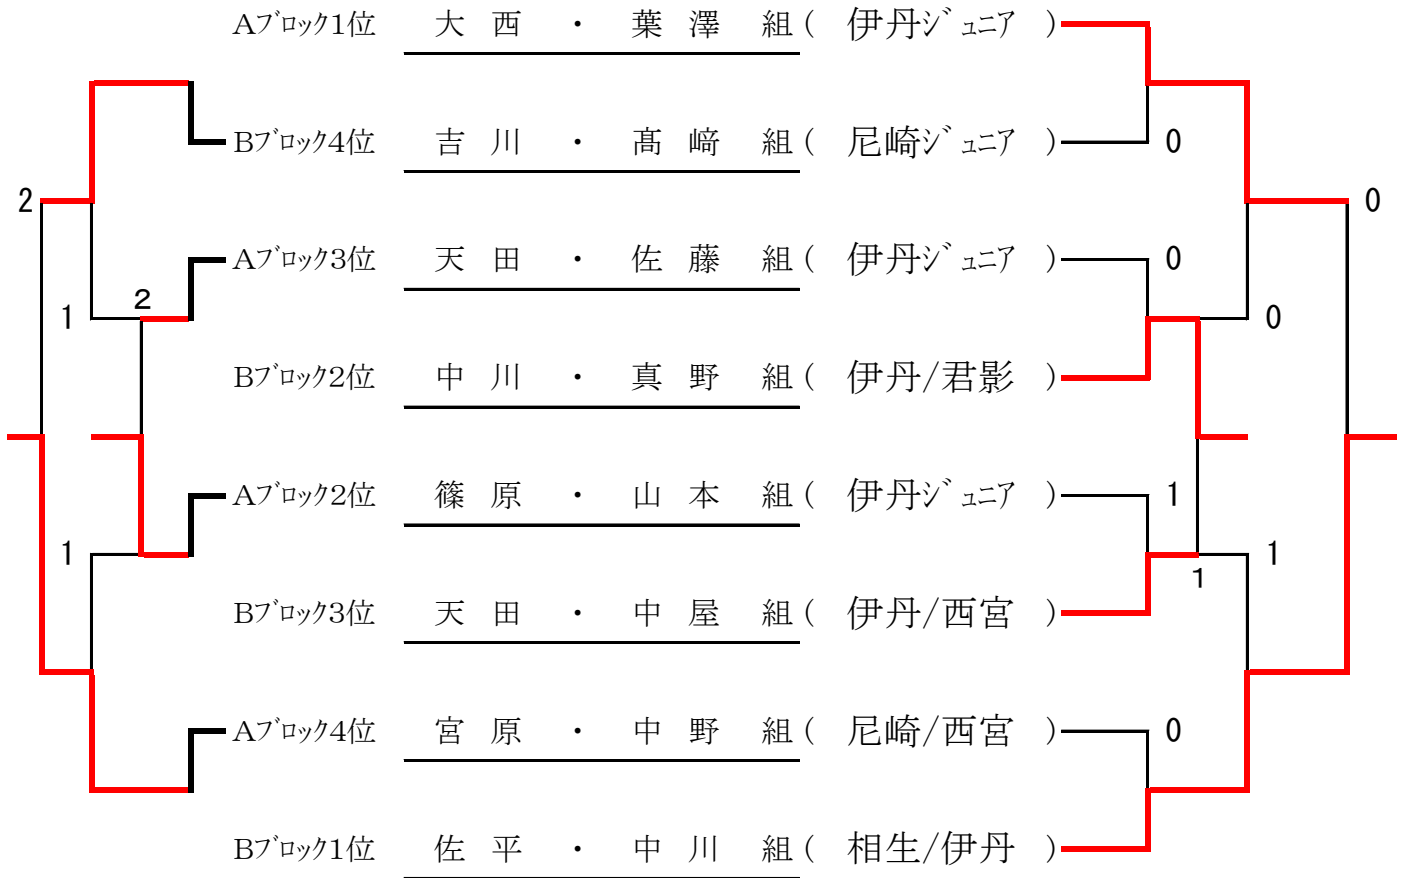 Aブロック1位 大西・葉澤 組( 伊丹ジュニア )
Bブロック4位 吉川・髙﨑 組( 尼崎ジュニア ) 0
2 0
Aブロック3位 天田・佐藤 組( 伊丹ジュニア ) 0
1 2 0
Bブロック2位 中川・真野 組( 伊丹/君影 )
Aブロック2位 篠原・山本 組( 伊丹ジュニア ) 1
1 1 1
Bブロック3位 天田・中屋 組( 伊丹/西宮 )
Aブロック4位 宮原・中野 組( 尼崎/西宮 ) 0
Bブロック1位 佐平・中川 組( 相生/伊丹 )